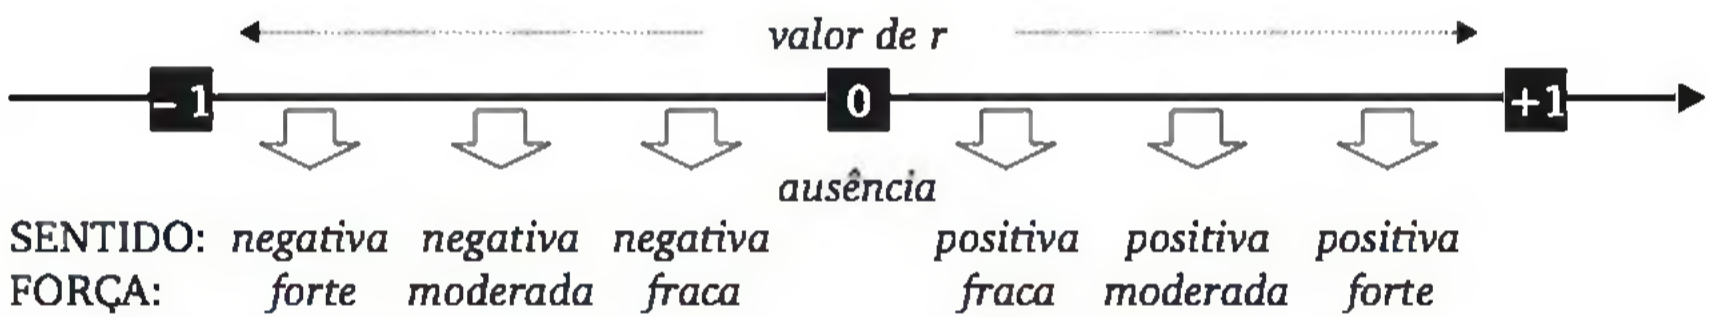 valor de r
– 1 0 +1
ausência
SENTIDO: negativa negativa negativa positiva positiva positiva
FORÇA: forte moderada fraca fraca moderada forte